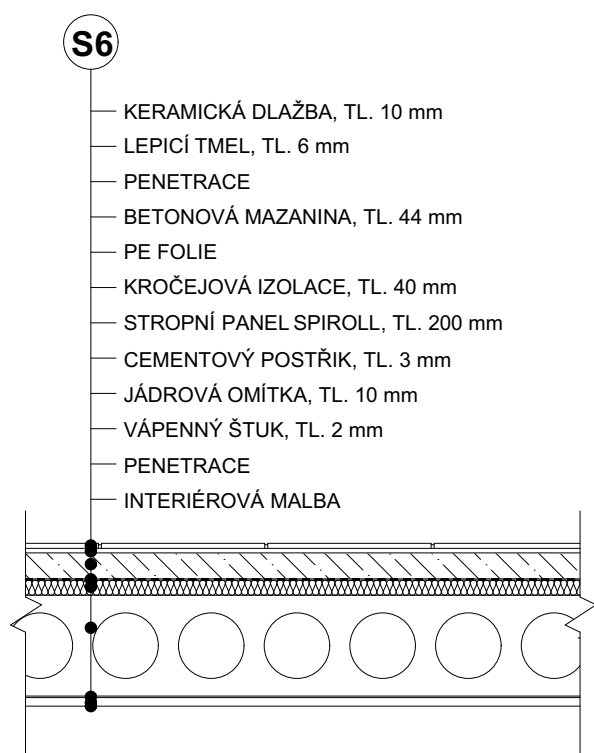 S6
KERAMICKÁ DLAŽBA, TL. 10 mm
LEPICÍ TMEL, TL. 6 mm
PENETRACE
BETONOVÁ MAZANINA, TL. 44 mm
PE FOLIE
KROČEJOVÁ IZOLACE, TL. 40 mm
STROPNÍ PANEL SPIROLL, TL. 200 mm
CEMENTOVÝ POSTŘIK, TL. 3 mm
JÁDROVÁ OMÍTKA, TL. 10 mm
VÁPENNÝ ŠTUK, TL. 2 mm
PENETRACE
INTERIÉROVÁ MALBA